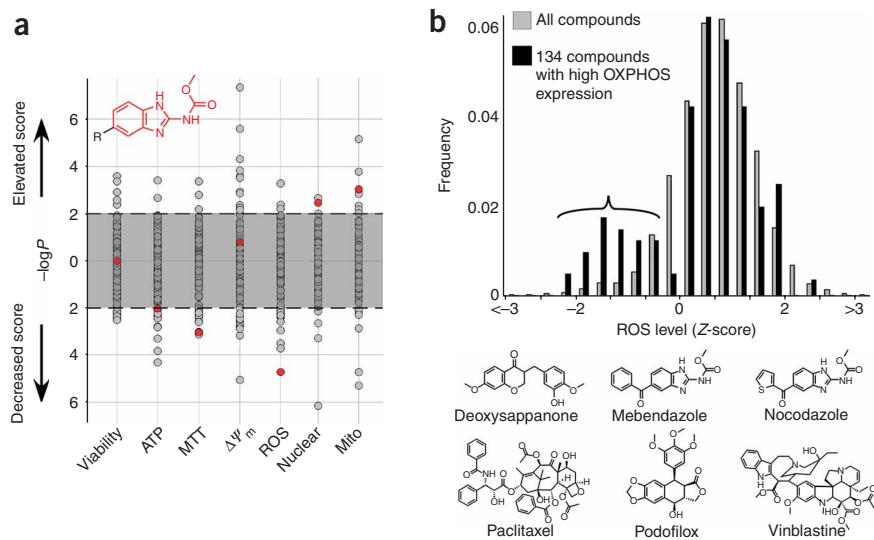 a
Elevated score
–logP
Decreased score
6
4
2
0
2
4
6
R
H
N
N
NH
O
O
Viability
ATP
MTT
ΔΨm
ROS
Nuclear
Mito
b
All compounds
134 compounds
with high OXPHOS
expression
Frequency
0.06
0.04
0.02
0
<–3
–2
0
2
>3
ROS level (Z-score)
Deoxysappanone
Mebendazole
Nocodazole
Paclitaxel
Podofilox
Vinblastine